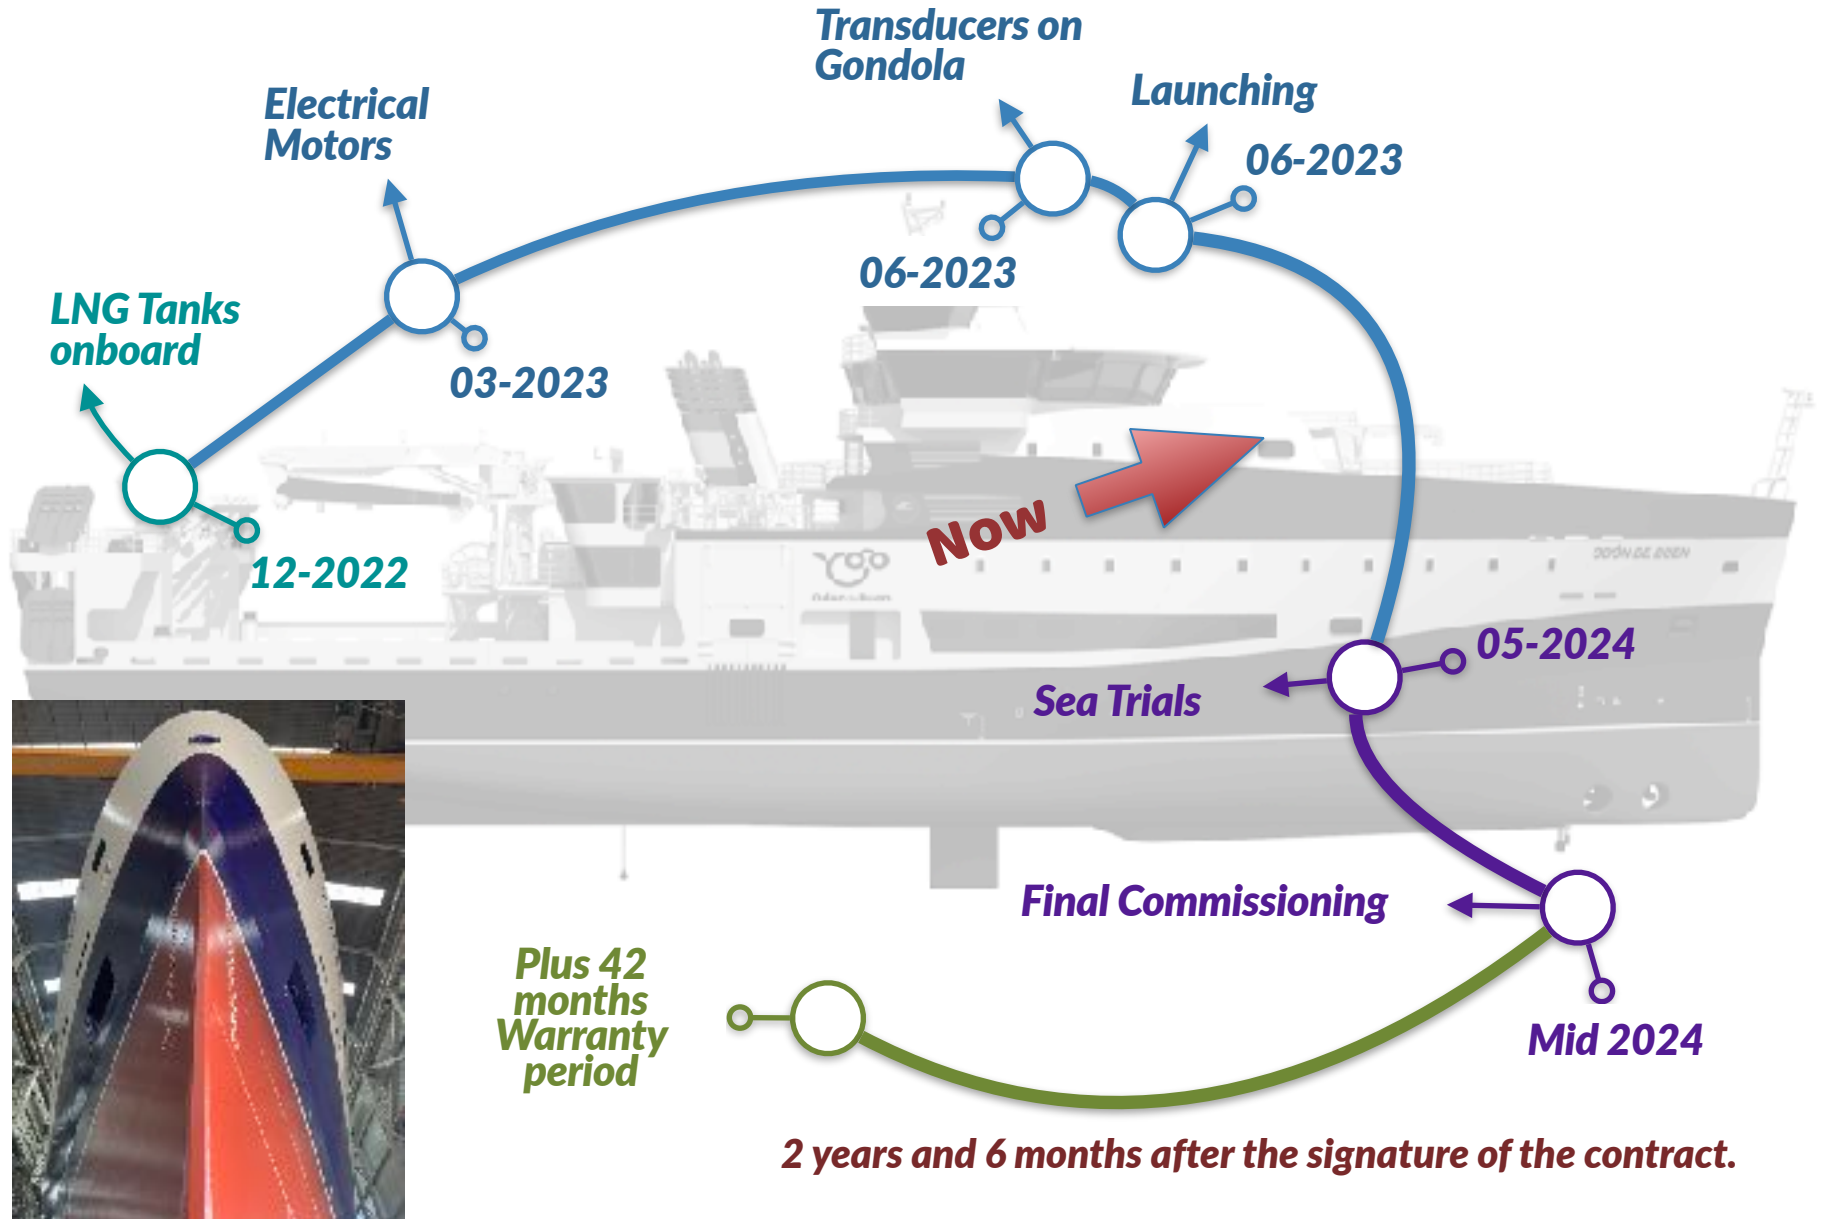 Transducers on
Gondola
Launching
06-2023
Electrical
Motors
06-2023
LNG Tanks
onboard
03-2023
Now
12-2022
05-2024
Sea Trials
Final Commissioning
Plus 42
months
Warranty
period
Mid 2024
2 years and 6 months after the signature of the contract.